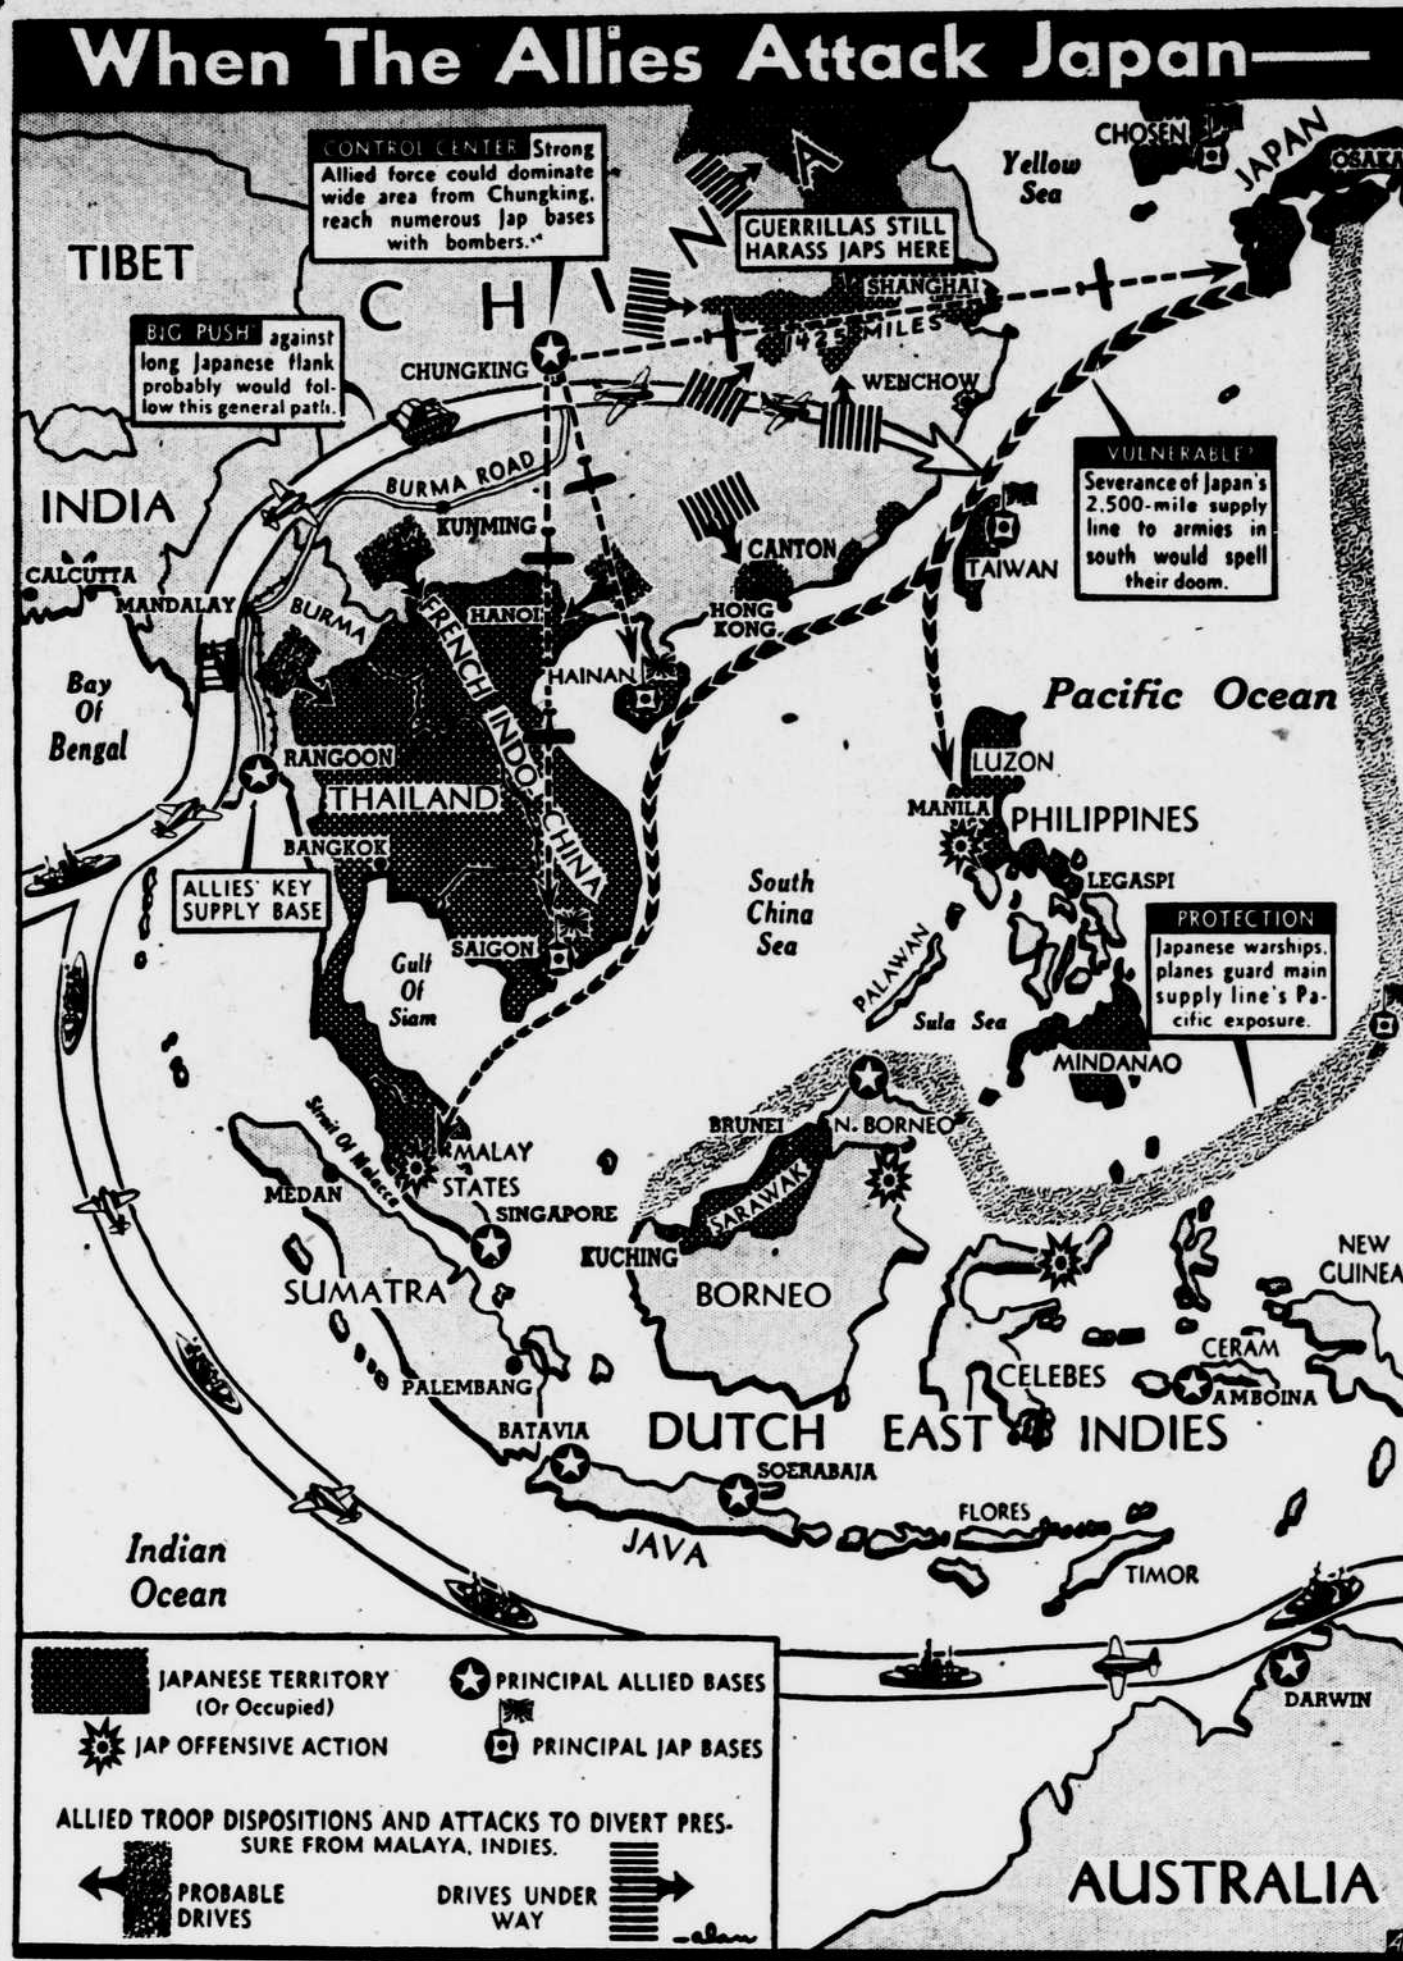 When The Allies Attack Japan—
CONTROL CENTER Strong
Allied force could dominate
wide area from Chungking,
reach numerous Jap bases
with bombers.
CHOSEN
JAPAN
OSAKA
Yellow
Sea
GUERRILLAS STILL
HARASS JAPS HERE
TIBET
CHINA
SHANGHAI
1425 MILES
BIG PUSH against
long Japanese flank
probably would fol-
low this general path.
CHUNGKING
WENCHOW
VULNERABLE?
Severance of Japan's
2,500-mile supply
line to armies in
south would spell
their doom.
BURMA ROAD
INDIA
KUNMING
CANTON
TAIWAN
CALCUTTA
MANDALAY
BURMA
HANOI
HONG
KONG
FRENCH INDO-CHINA
HAINAN
Bay
Of
Bengal
Pacific Ocean
RANGOON
LUZON
THAILAND
MANILA
PHILIPPINES
BANGKOK
ALLIES' KEY
SUPPLY BASE
South
China
Sea
LEGASPI
PROTECTION
Japanese warships,
planes guard main
supply line's Pa-
cific exposure.
SAIGON
Gulf
Of
Siam
PALAWAN
Sula Sea
MINDANAO
Strait Of Malacca
BRUNEI
N. BORNEO
MALAY
STATES
MEDAN
SARAWAK
SINGAPORE
KUCHING
NEW
GUINEA
SUMATRA
BORNEO
CERAM
CELEBES
PALEMBANG
AMBOINA
BATAVIA
DUTCH EAST INDIES
SOERABAJA
FLORES
JAVA
TIMOR
Indian
Ocean
JAPANESE TERRITORY
(Or Occupied)
PRINCIPAL ALLIED BASES
JAP OFFENSIVE ACTION
PRINCIPAL JAP BASES
ALLIED TROOP DISPOSITIONS AND ATTACKS TO DIVERT PRES-
SURE FROM MALAYA, INDIES.
PROBABLE
DRIVES
DRIVES UNDER
WAY
alan
DARWIN
AUSTRALIA